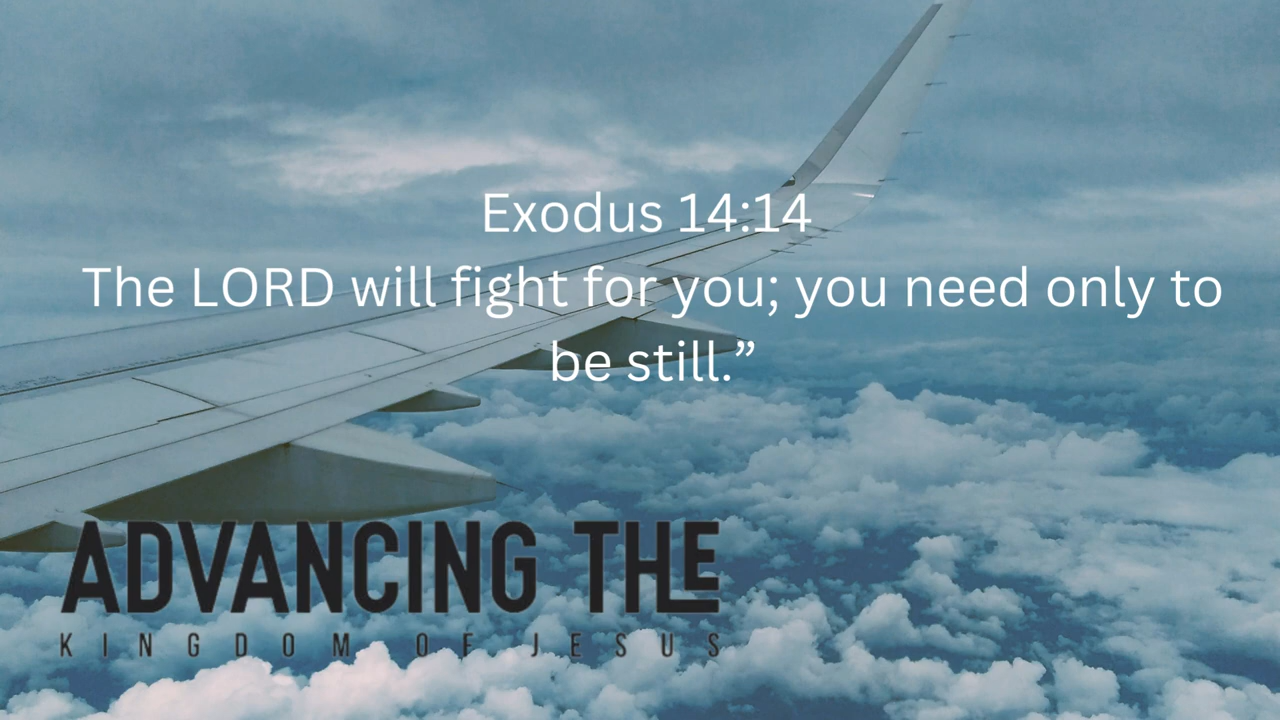 Exodus 14:14
The LORD will fight for you; you need only to
be still.”
ADVANCING THE
KINGDOM OF JESUS